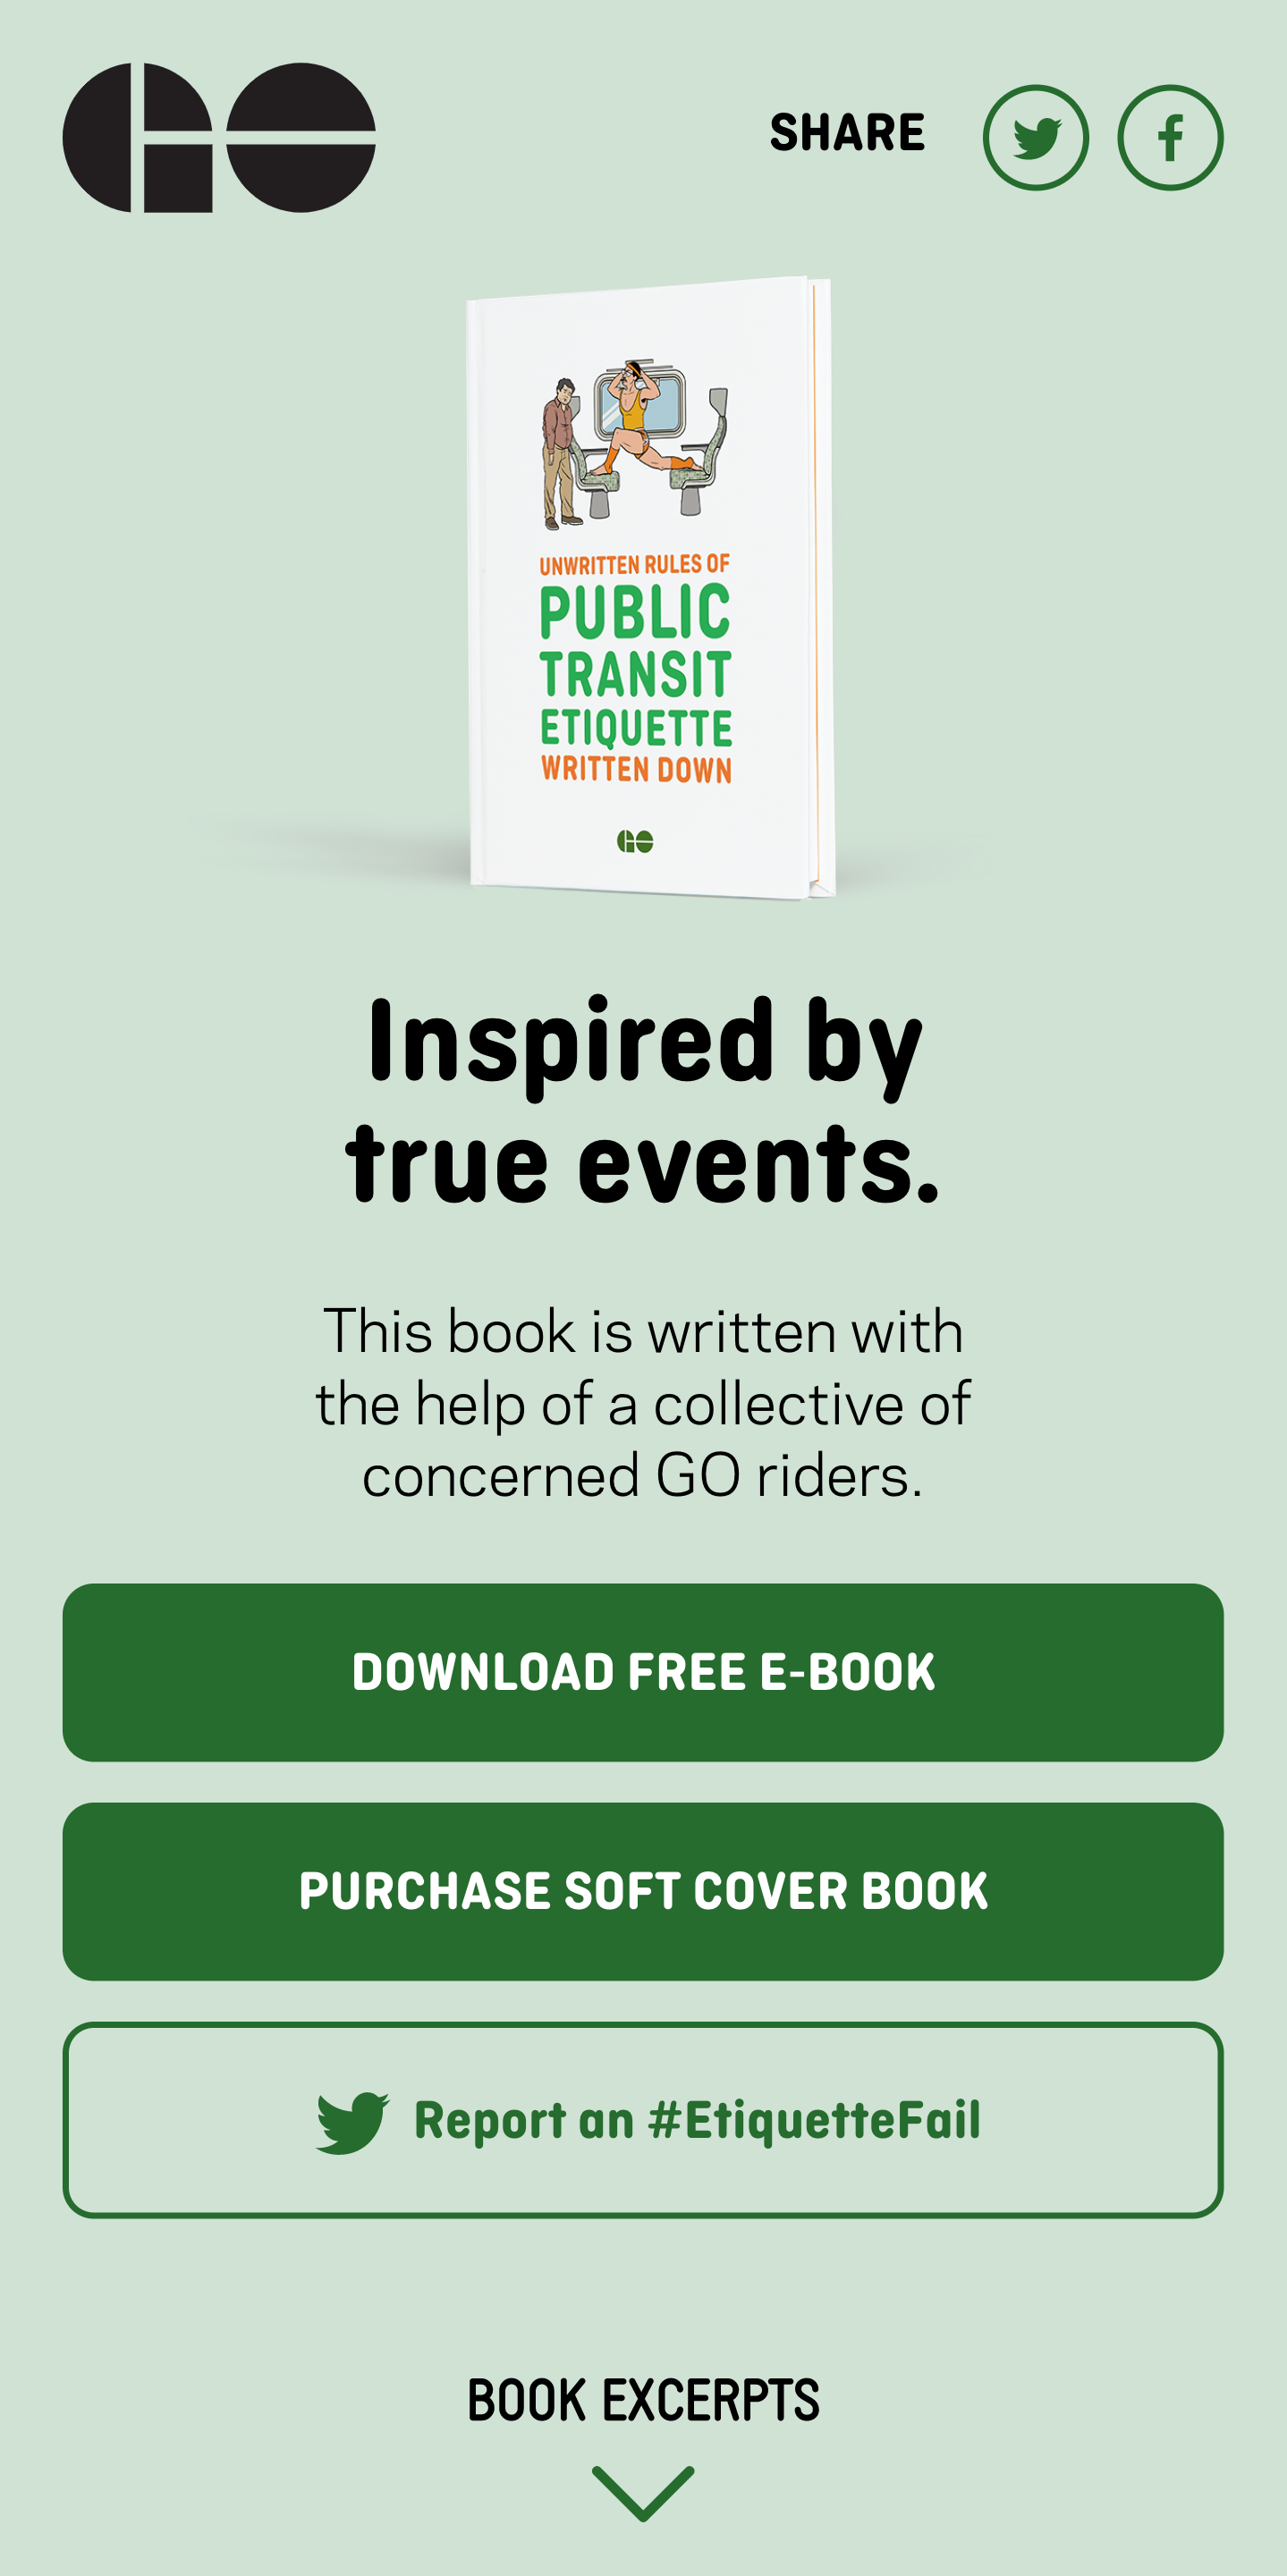 GO
SHARE
UNWRITTEN RULES OF
PUBLIC
TRANSIT
ETIQUETTE
WRITTEN DOWN
GO
Inspired by
true events.
This book is written with
the help of a collective of
concerned GO riders.
DOWNLOAD FREE E-BOOK
PURCHASE SOFT COVER BOOK
Report an #EtiquetteFail
BOOK EXCERPTS